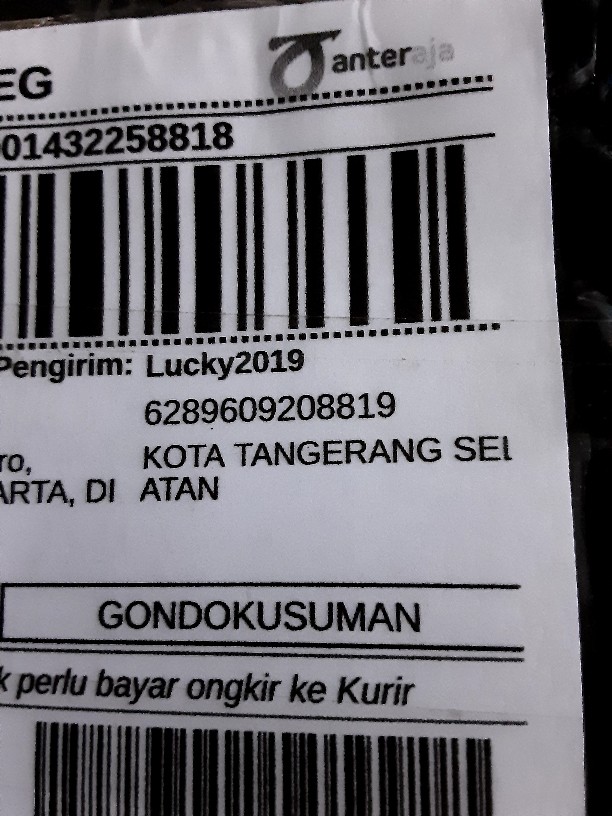 anteraja
EG
01432258818
Pengirim: Lucky2019
6289609208819
ro, KOTA TANGERANG SEL
ARTA, DI ATAN
GONDOKUSUMAN
k perlu bayar ongkir ke Kurir